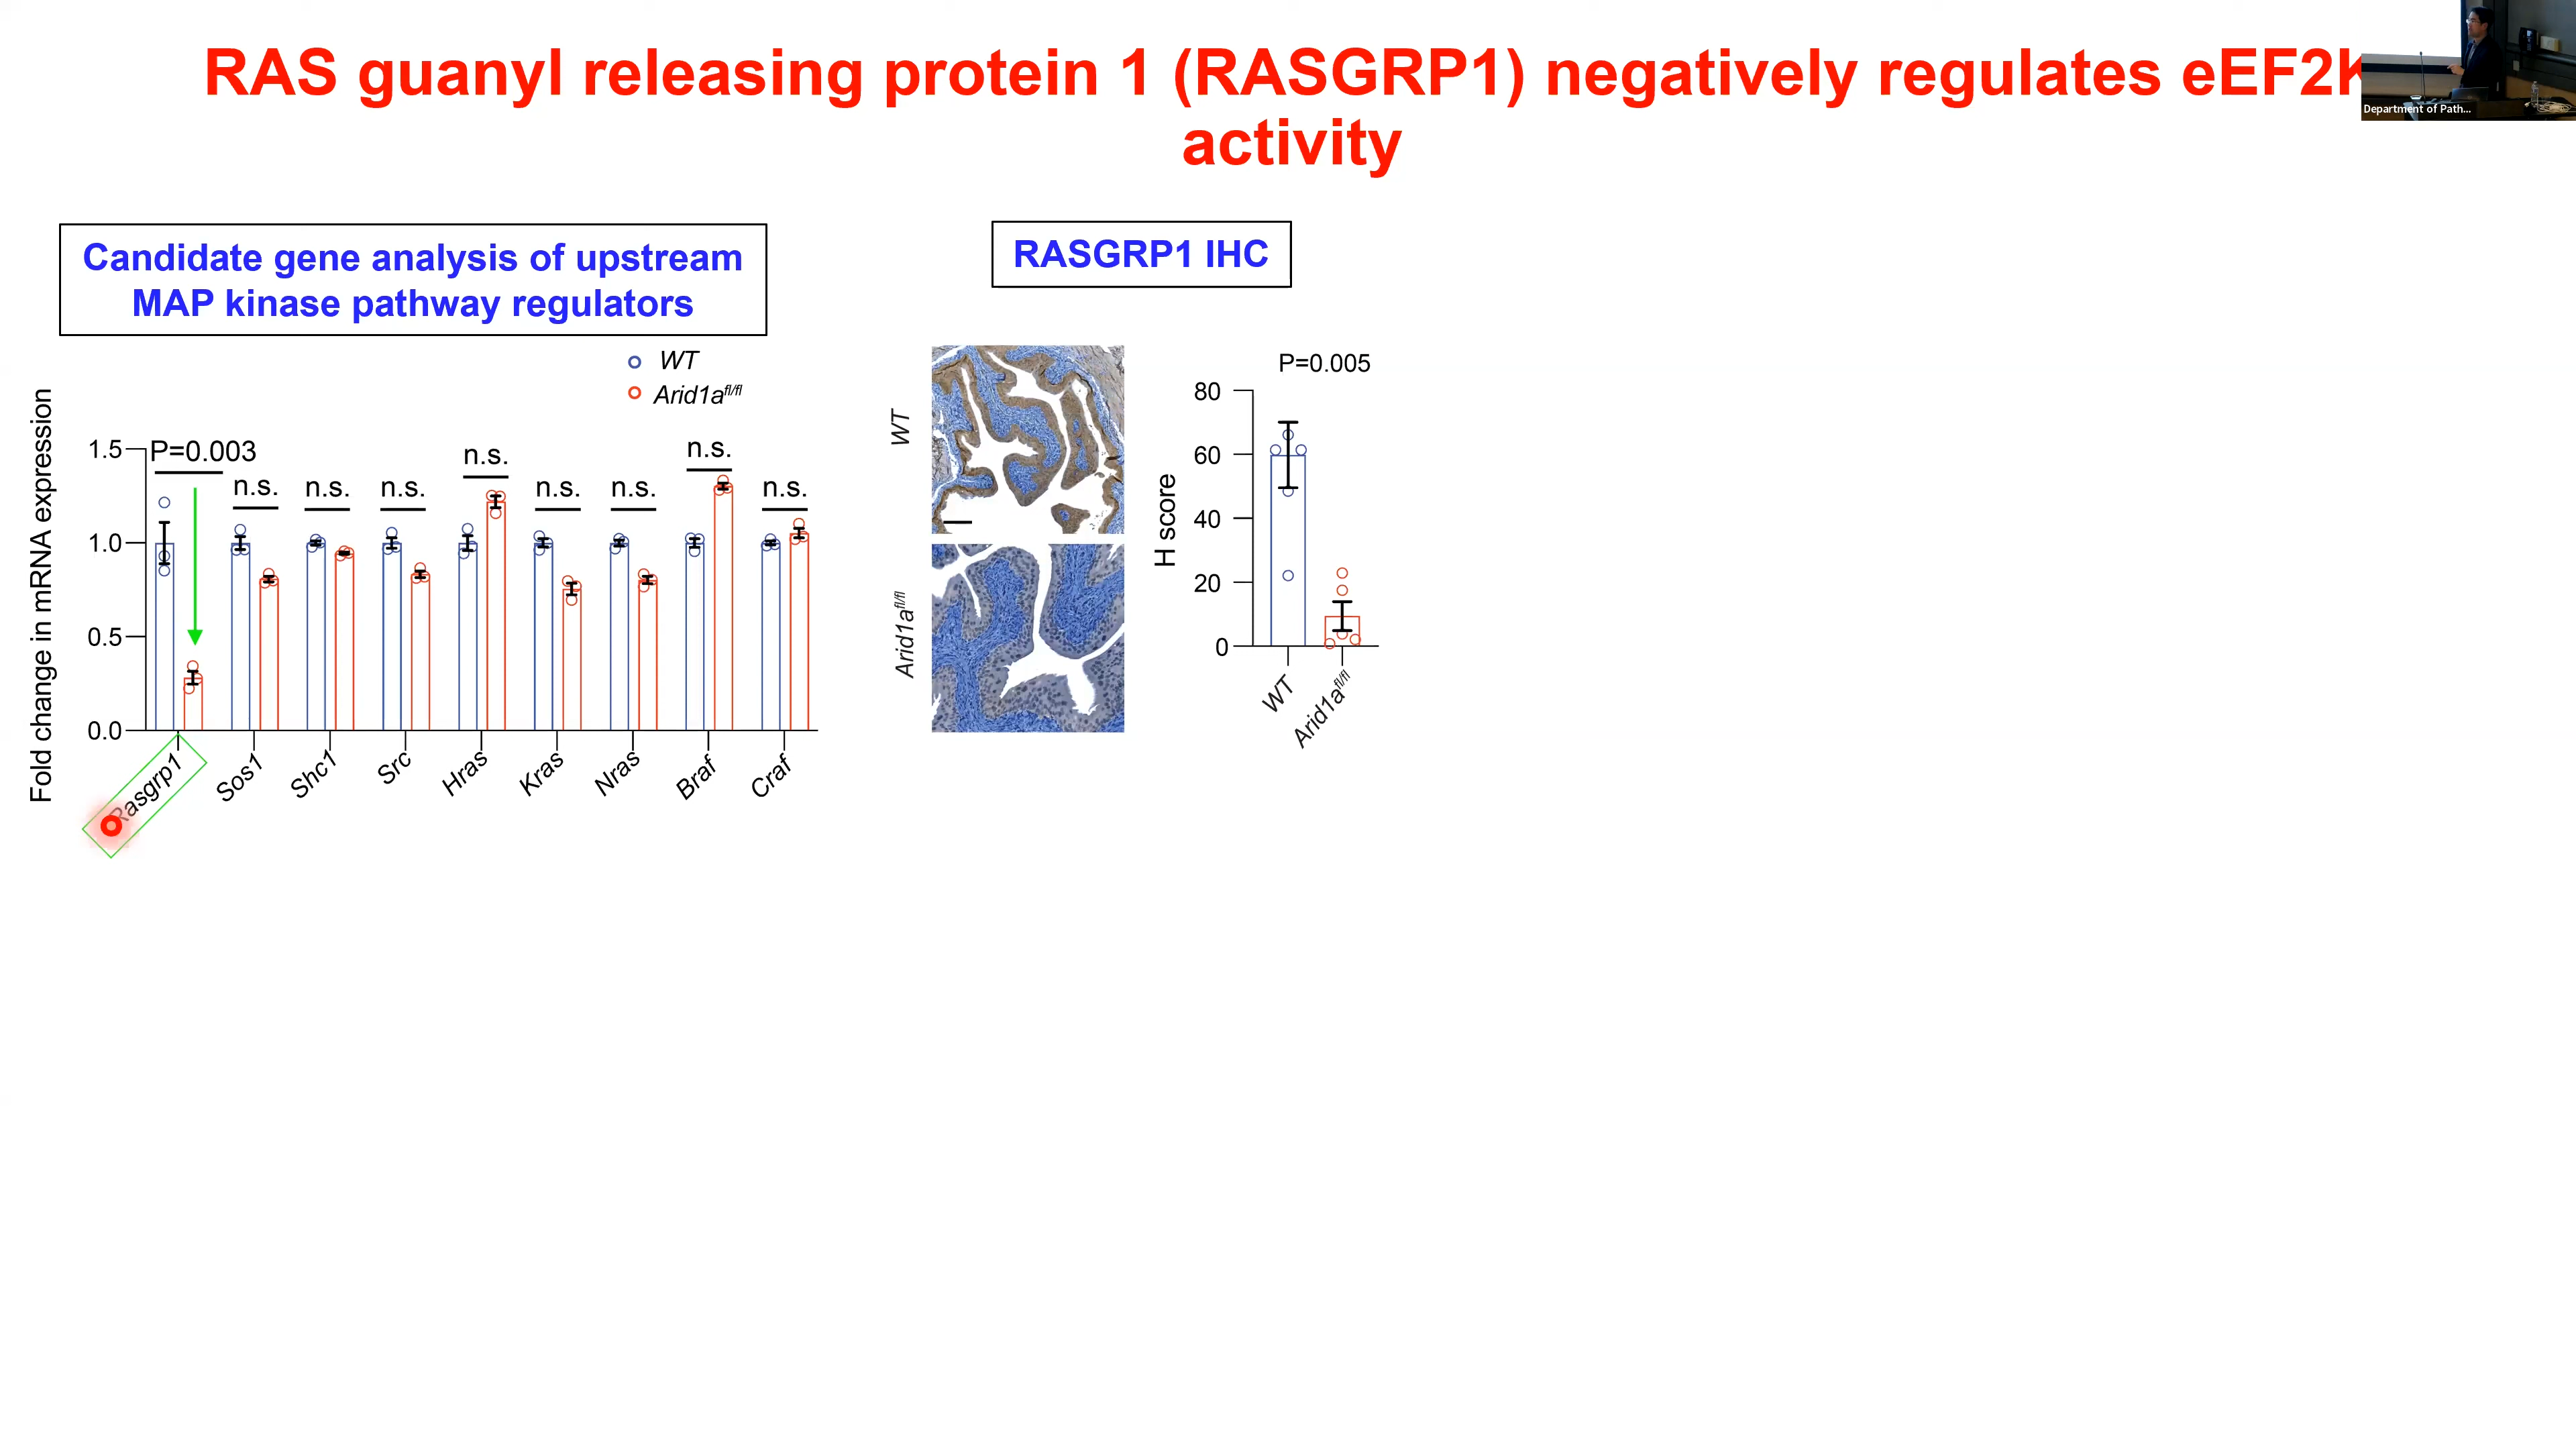 RAS guanyl releasing protein 1 (RASGRP1) negatively regulates eEF2K
activity
Department of Path...
Candidate gene analysis of upstream
MAP kinase pathway regulators
RASGRP1 IHC
WT
Arid1afl/fl
Fold change in mRNA expression
1.5
1.0
0.5
0.0
P=0.003
n.s.
n.s.
n.s.
n.s.
n.s.
n.s.
n.s.
n.s.
Rasgrp1
Sos1
Shc1
Src
Hras
Kras
Nras
Braf
Craf
WT
Arid1afl/fl
P=0.005
H score
80
60
40
20
0
WT
Arid1afl/fl